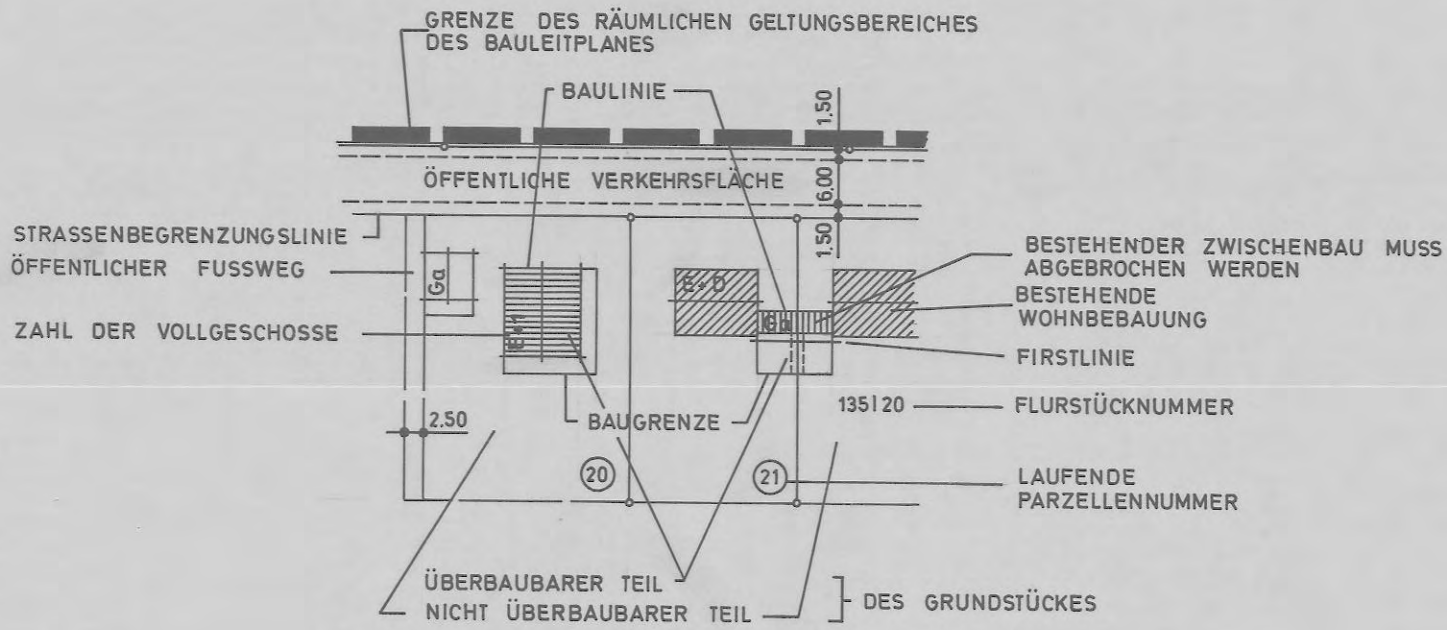 GRENZE DES RÄUMLICHEN GELTUNGSBEREICHES
DES BAULEITPLANES
BAULINIE
1.50
ÖFFENTLICHE VERKEHRSFLÄCHE
6.00
STRASSENBEGRENZUNGSLINIE
1.50
ÖFFENTLICHER FUSSWEG
Ga
E+D
BESTEHENDER ZWISCHENBAU MUSS
ABGEBROCHEN WERDEN
BESTEHENDE
WOHNBEBAUUNG
ZAHL DER VOLLGESCHOSSE
E+1
Ga
FIRSTLINIE
BAUGRENZE
135/20
FLURSTÜCKNUMMER
2.50
20
21
LAUFENDE
PARZELLENNUMMER
ÜBERBAUBARER TEIL
NICHT ÜBERBAUBARER TEIL
DES GRUNDSTÜCKES